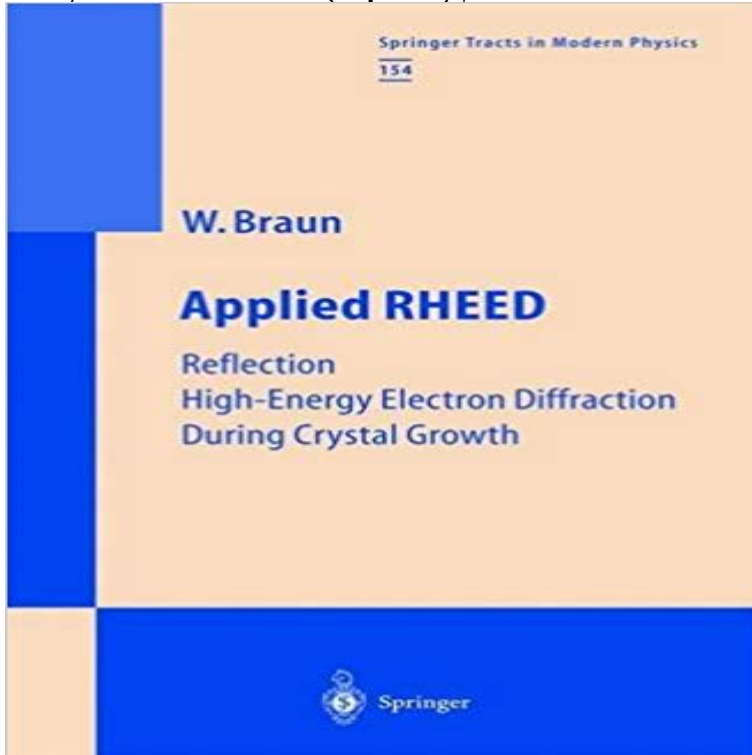 Springer Tracts in Modern Physics
154
W. Braun
Applied RHEED
Reflection
High-Energy Electron Diffraction
During Crystal Growth
Springer